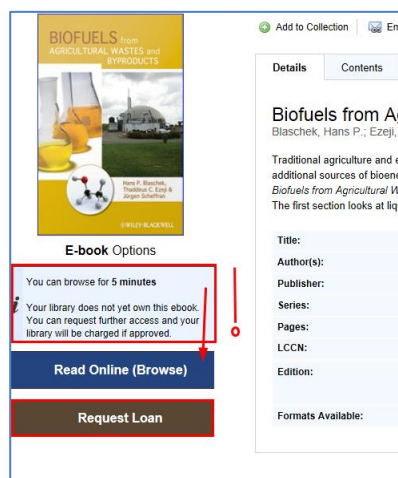 Add to Collection
Details
Contents
BIOFUELS from
AGRICULTURAL WASTES and
BYPRODUCTS
Hans P. Blaschek,
Thaddeus C. Ezeji &
Jürgen Scheffran
WILEY-BLACKWELL
E-book Options
You can browse for 5 minutes
Your library does not yet own this ebook.
You can request further access and your
library will be charged if approved.
Read Online (Browse)
Request Loan
Biofuels from
Blaschek, Hans P.; Ezeji,
Traditional agriculture and
additional sources of
Biofuels from Agricultural
The first section looks at
Title:
Author(s):
Publisher:
Series:
Pages:
LCCN:
Edition:
Formats Available: